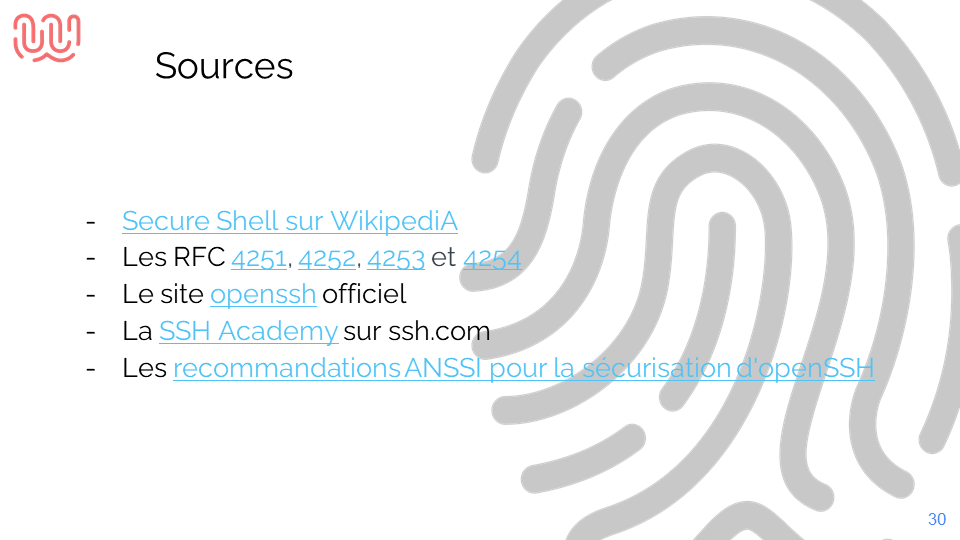 Sources
- Secure Shell sur WikipediA
- Les RFC 4251, 4252, 4253 et 4254
- Le site openssh officiel
- La SSH Academy sur ssh.com
- Les recommandations ANSSI pour la sécurisation d'openSSH
30